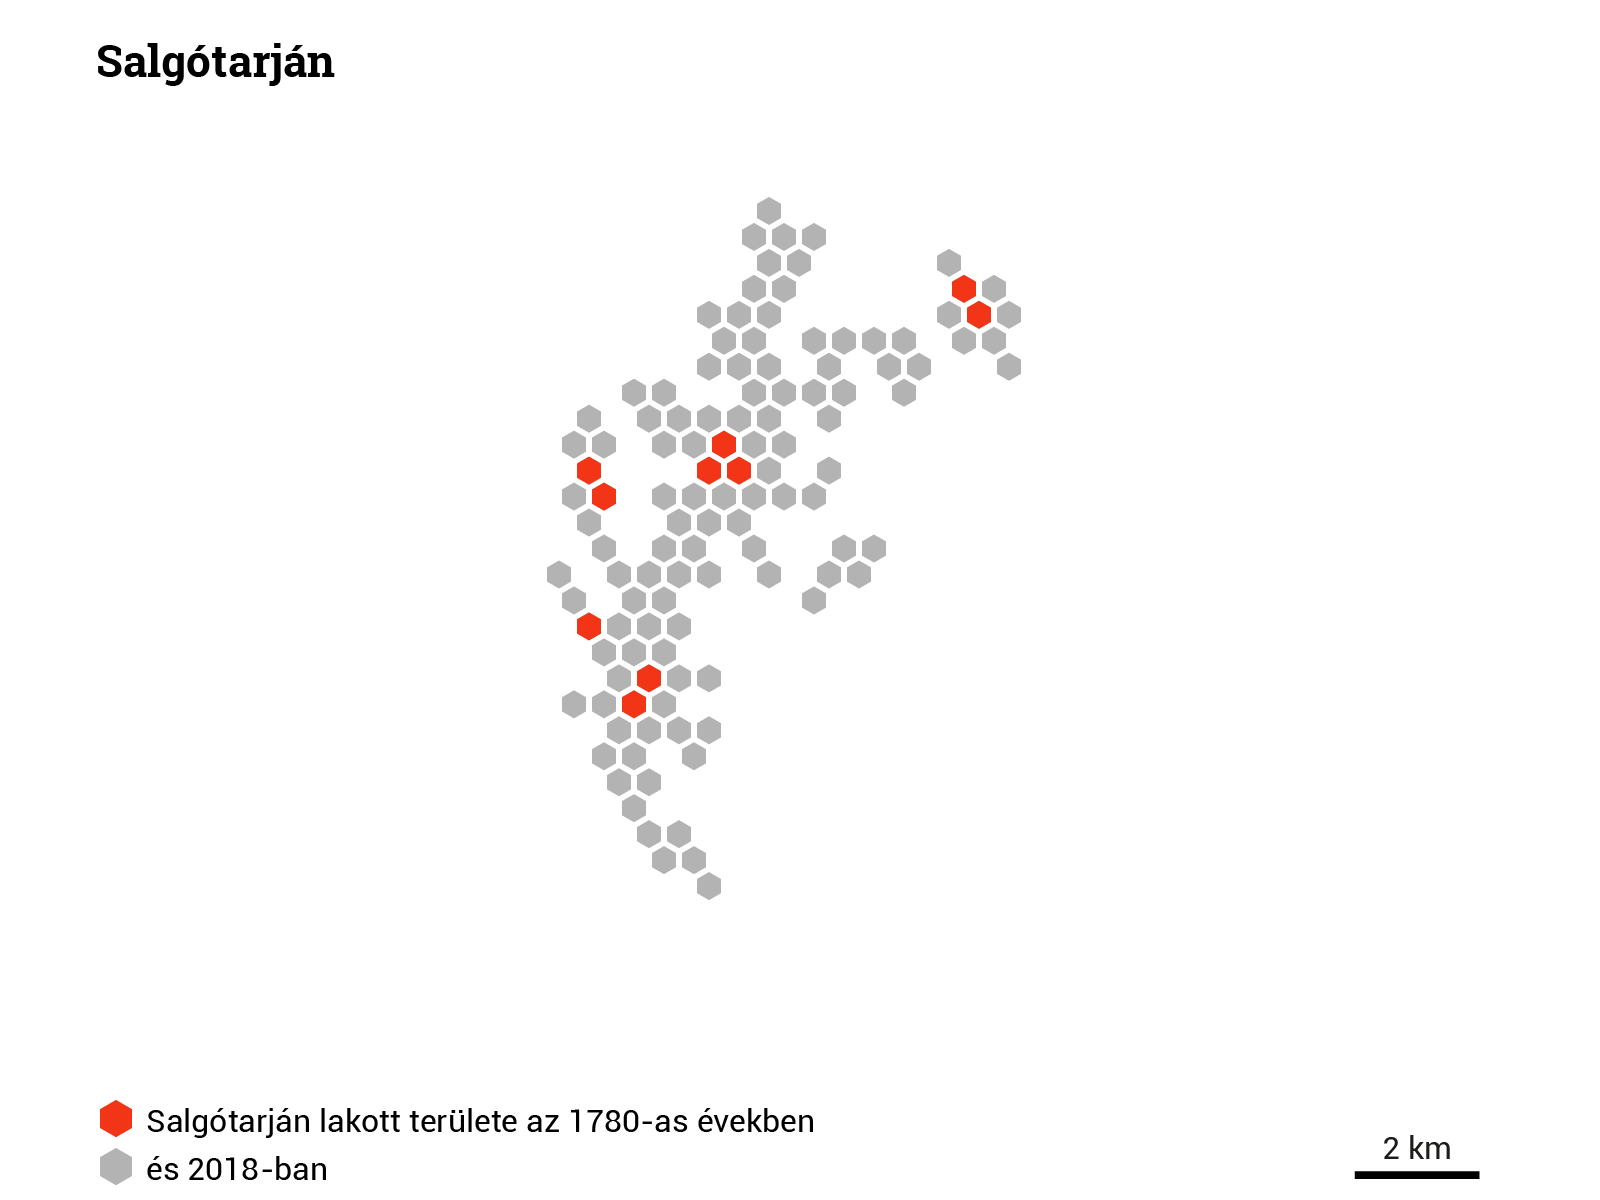 Salgótarján
Salgótarján lakott területe az 1780-as években
és 2018-ban
2 km